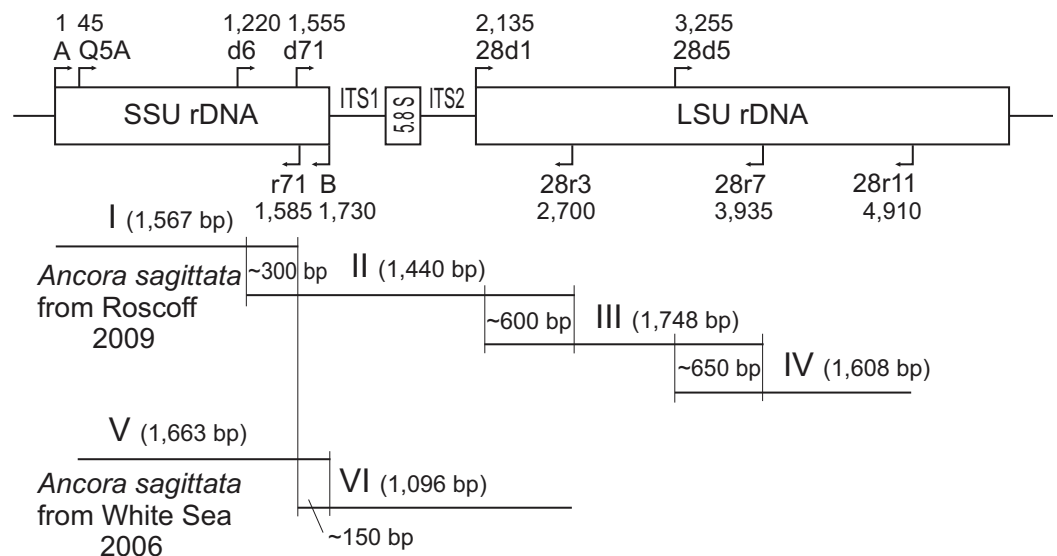 1 45 1,220 1,555 2,135 3,255
A Q5A d6 d71 28d1 28d5
SSU rDNA ITS1 5.8 S ITS2 LSU rDNA
r71 B 28r3 28r7 28r11
1,585 1,730 2,700 3,935 4,910
I (1,567 bp)
Ancora sagittata ~300 bp II (1,440 bp)
from Roscoff ~600 bp III (1,748 bp)
2009
~650 bp IV (1,608 bp)
V (1,663 bp)
Ancora sagittata VI (1,096 bp)
from White Sea
2006 ~150 bp